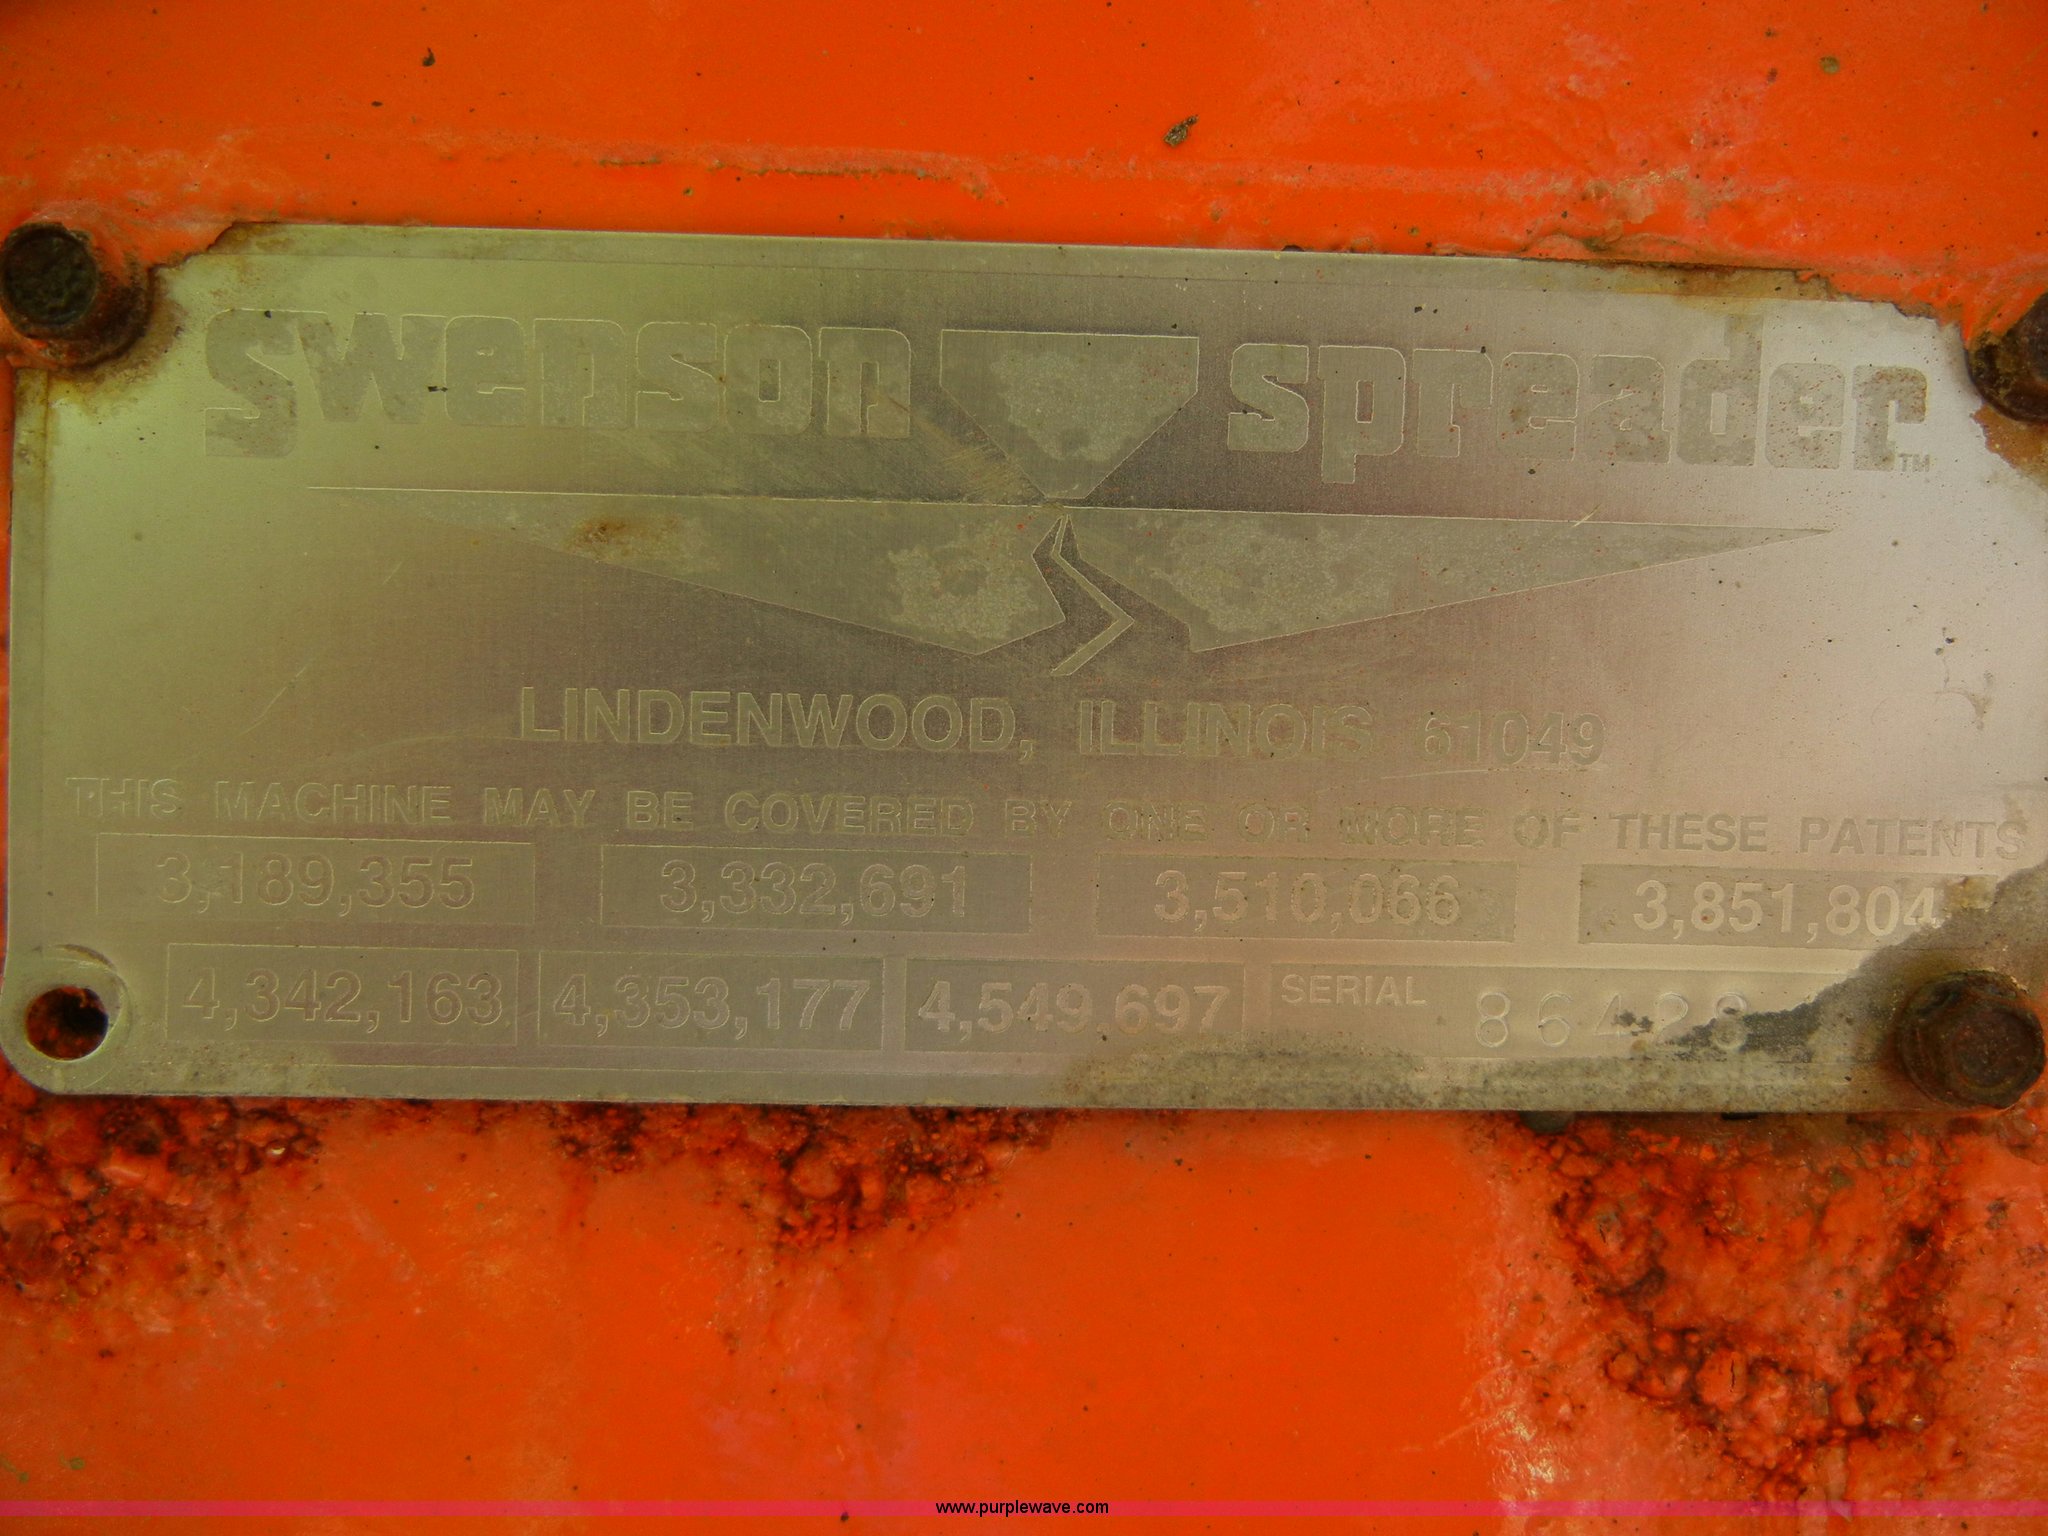 swenson spreader™
LINDENWOOD, ILLINOIS 61049
THIS MACHINE MAY BE COVERED BY ONE OR MORE OF THESE PATENTS
3,189,355 3,332,691 3,510,066 3,851,804
4,342,163 4,353,177 4,549,697 SERIAL
www.purplewave.com